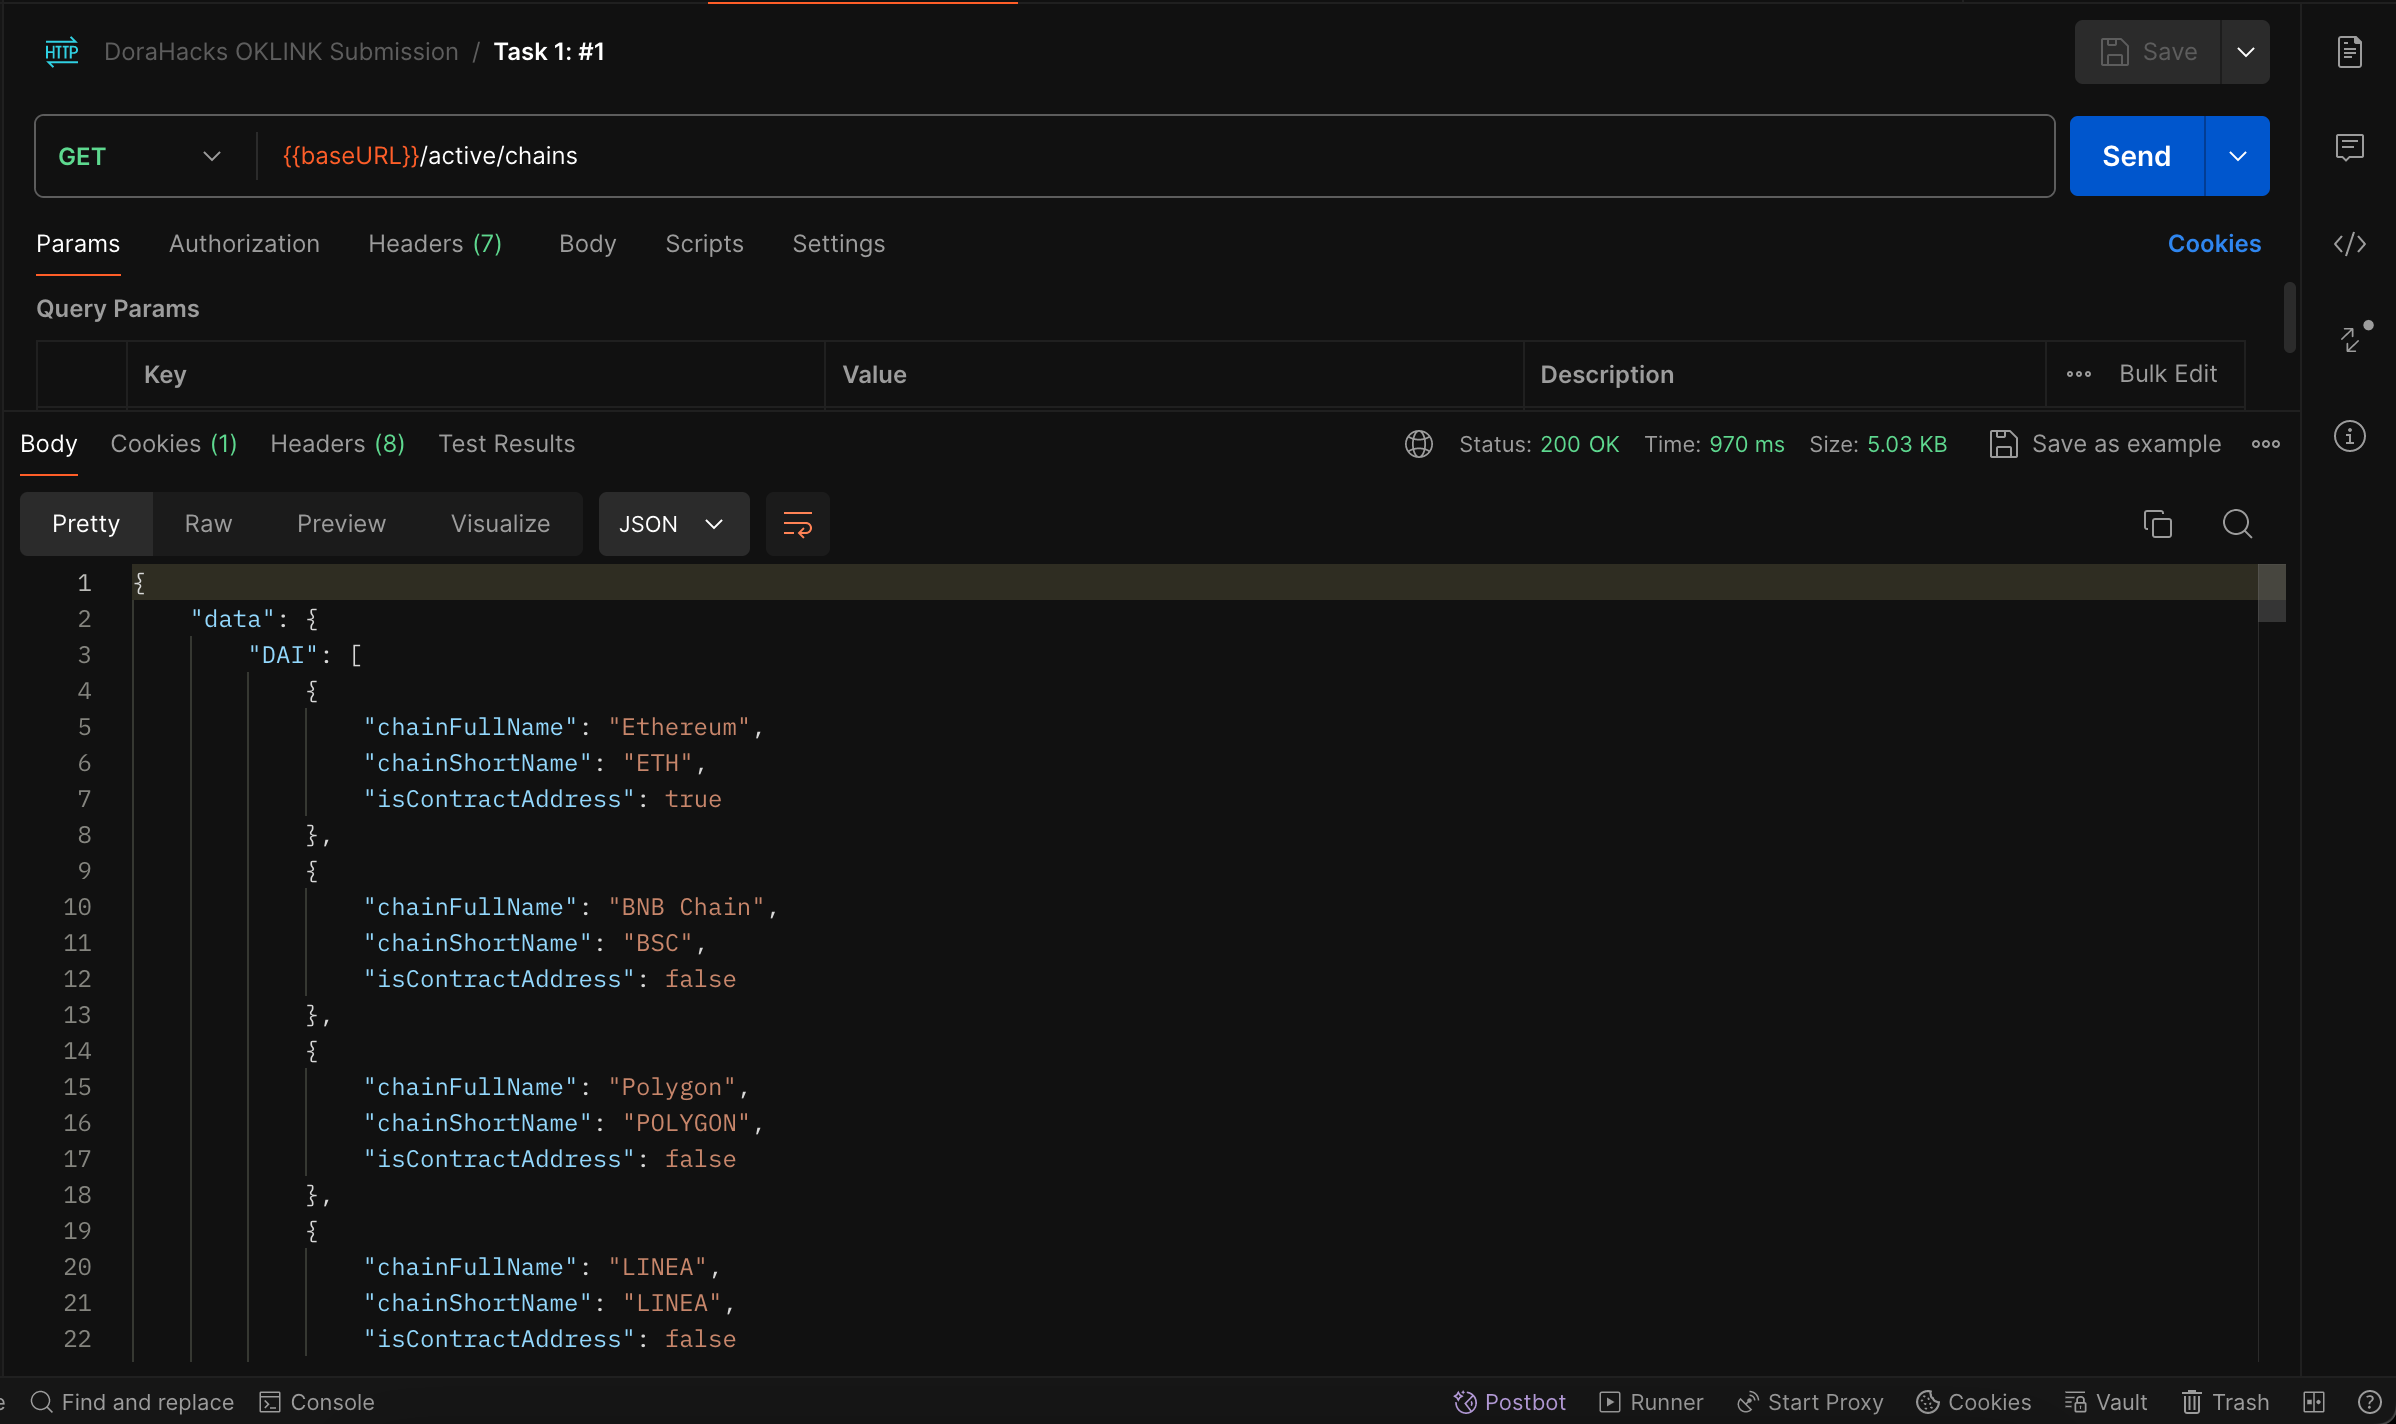 HTTP DoraHacks OKLINK Submission / Task 1: #1 Save
GET {{baseURL}}/active/chains Send
Params Authorization Headers (7) Body Scripts Settings Cookies
Query Params
Key Value Description Bulk Edit
Body Cookies (1) Headers (8) Test Results Status: 200 OK Time: 970 ms Size: 5.03 KB Save as example
Pretty Raw Preview Visualize JSON
1 {
2 "data": {
3 "DAI": [
4 {
5 "chainFullName": "Ethereum",
6 "chainShortName": "ETH",
7 "isContractAddress": true
8 },
9 {
10 "chainFullName": "BNB Chain",
11 "chainShortName": "BSC",
12 "isContractAddress": false
13 },
14 {
15 "chainFullName": "Polygon",
16 "chainShortName": "POLYGON",
17 "isContractAddress": false
18 },
19 {
20 "chainFullName": "LINEA",
21 "chainShortName": "LINEA",
22 "isContractAddress": false
Find and replace Console Postbot Runner Start Proxy Cookies Vault Trash